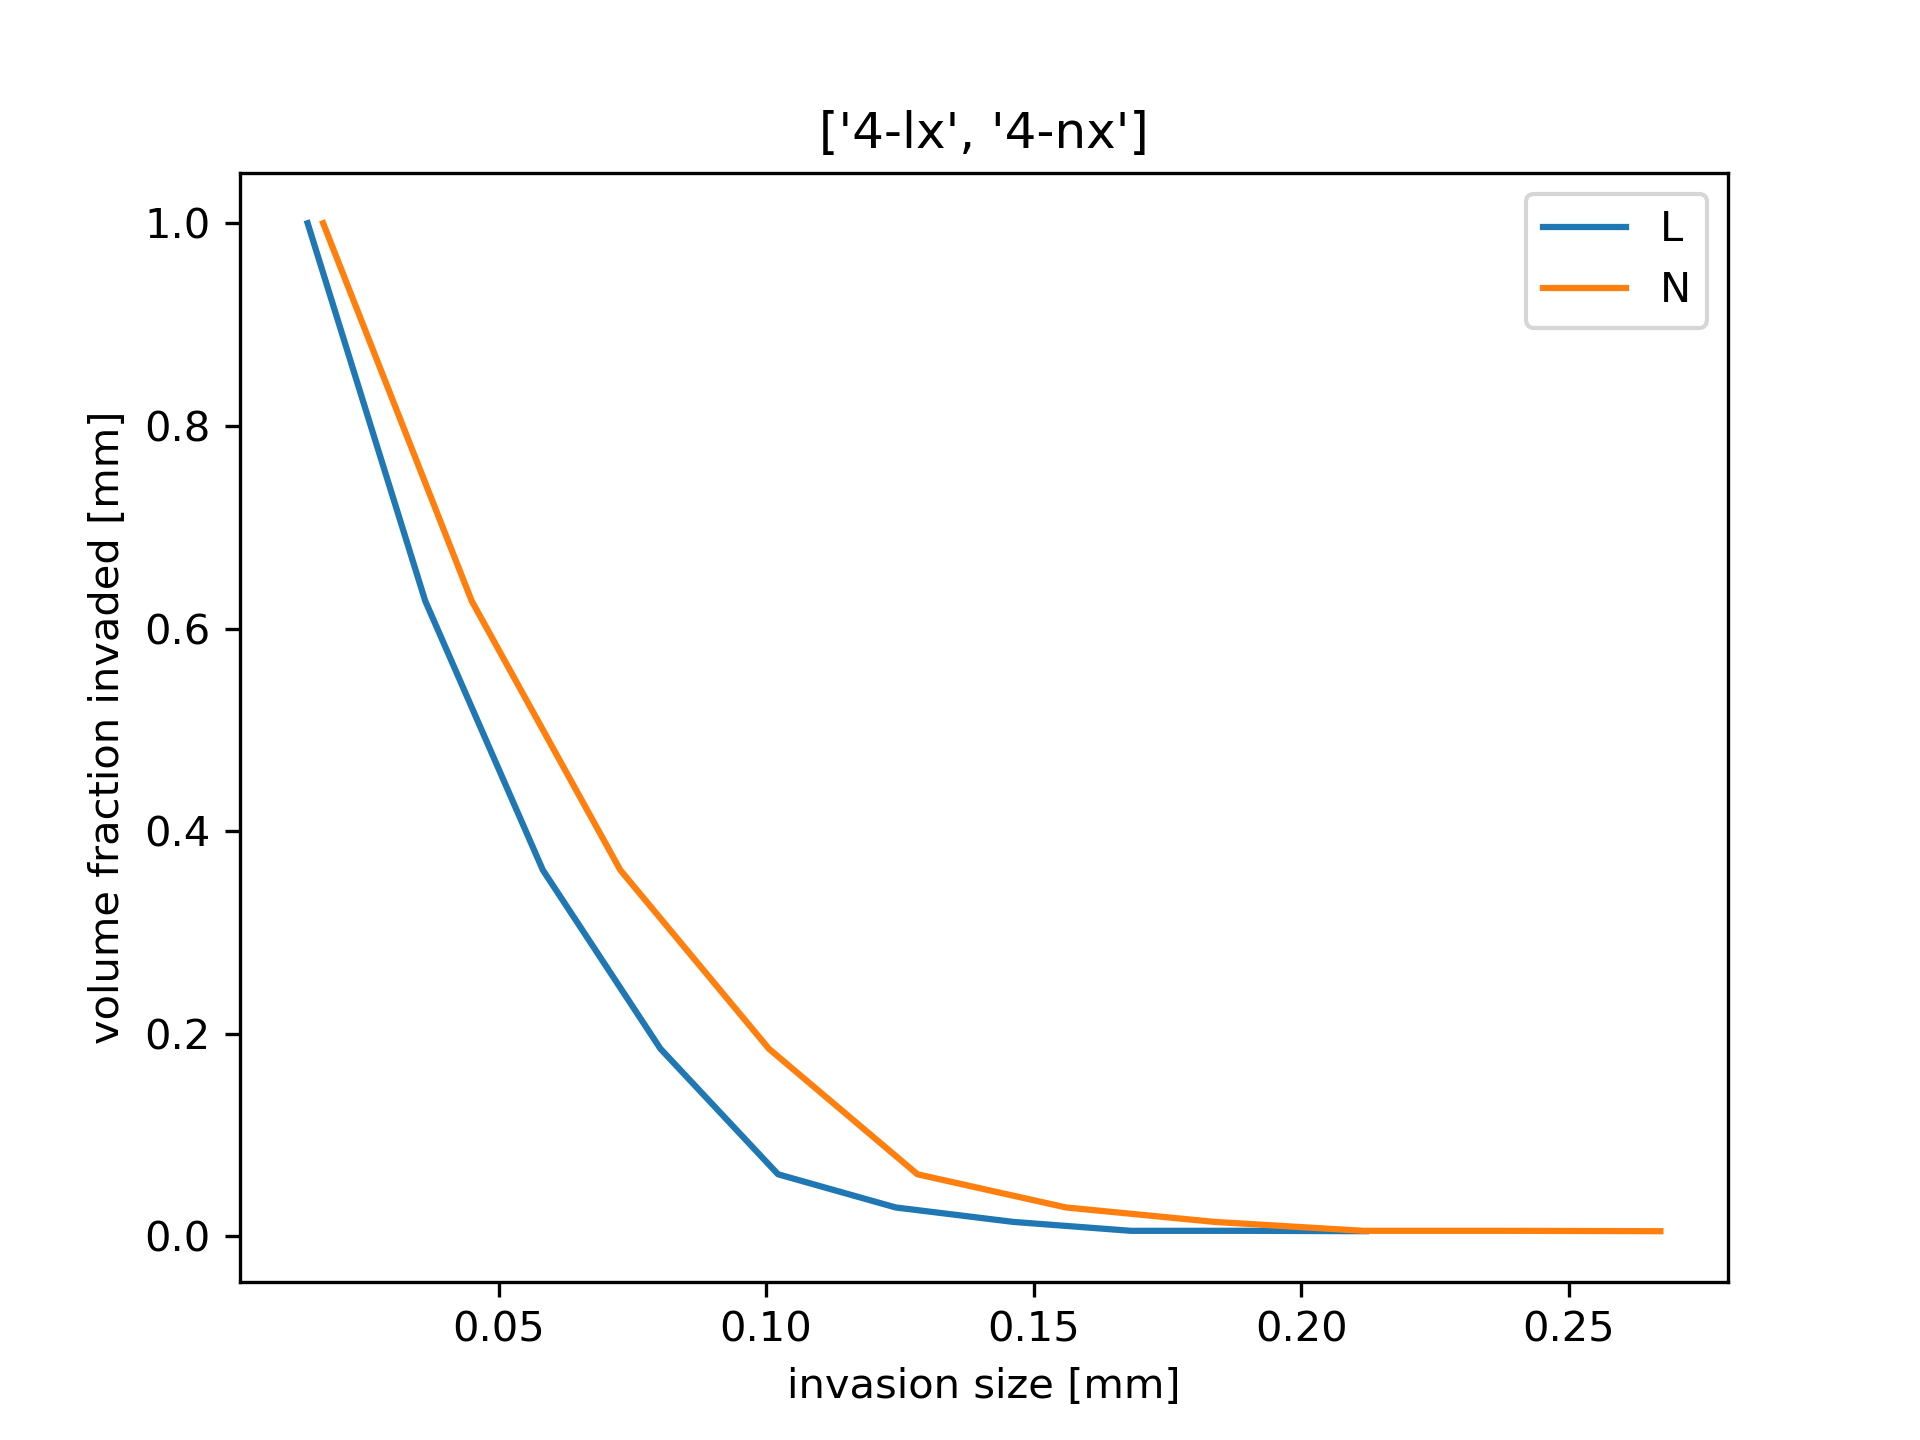 ['4-lx', '4-nx']
L
N
volume fraction invaded [mm]
1.0
0.8
0.6
0.4
0.2
0.0
0.05 0.10 0.15 0.20 0.25
invasion size [mm]